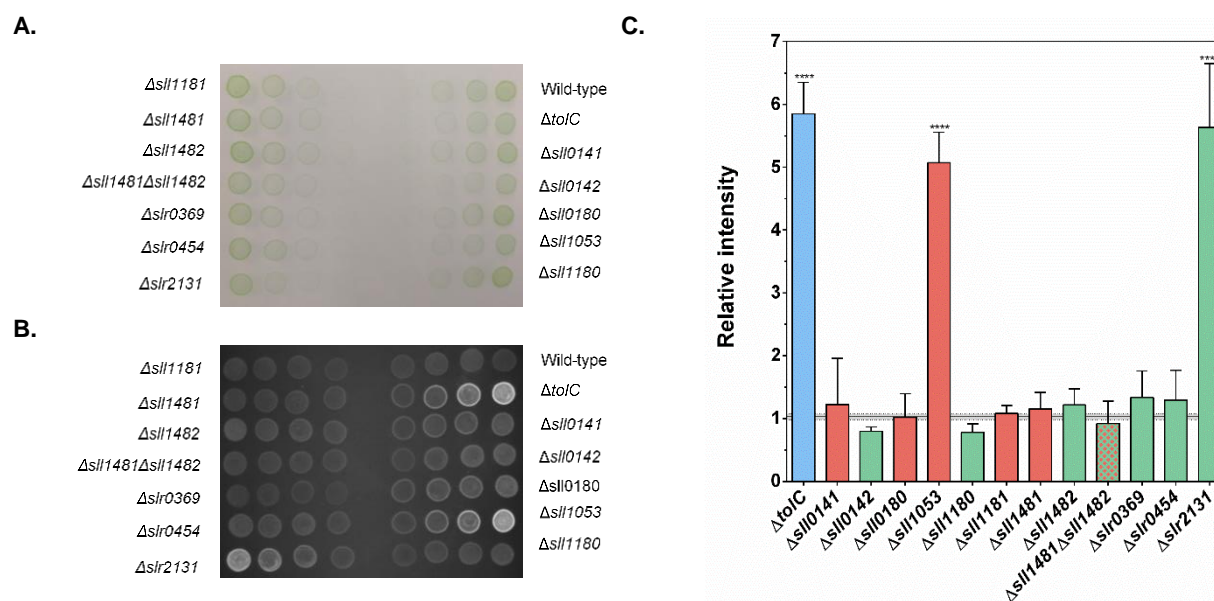 A.
Δsll1181
Δsll1481
Δsll1482
Δsll1481Δsll1482
Δslr0369
Δslr0454
Δslr2131
Wild-type
ΔtolC
Δsll0141
Δsll0142
Δsll0180
Δsll1053
Δsll1180
B.
Δsll1181
Δsll1481
Δsll1482
Δsll1481Δsll1482
Δslr0369
Δslr0454
Δslr2131
Wild-type
ΔtolC
Δsll0141
Δsll0142
Δsll0180
Δsll1053
Δsll1180
C.
Relative intensity
7
6
5
4
3
2
1
0
****
****
***
ΔtolC
Δsll0141
Δsll0142
Δsll0180
Δsll1053
Δsll1180
Δsll1181
Δsll1481
Δsll1482
Δsll1481Δsll1482
Δslr0369
Δslr0454
Δslr2131